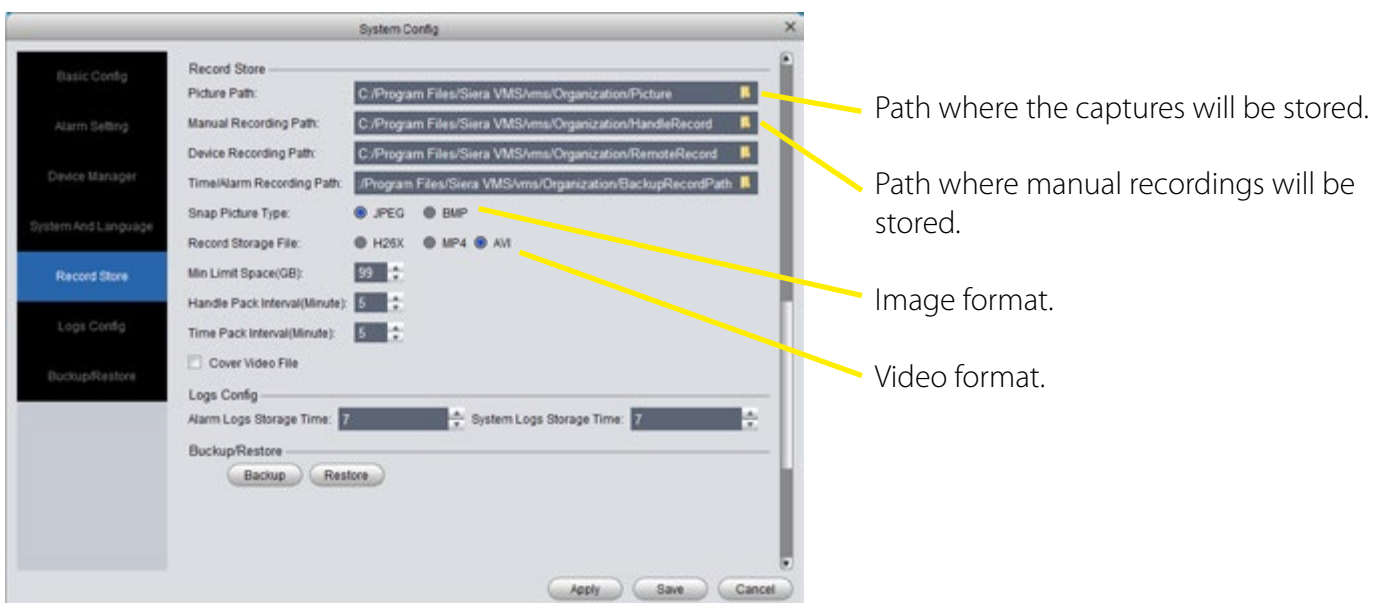 System Config
Basic Config
Alarm Setting
Device Manager
System And Language
Record Store
Logs Config
Buckup/Restore
Record Store
Picture Path: C:/Program Files/Siera VMS/vms/Organization/Picture
Manual Recording Path: C:/Program Files/Siera VMS/vms/Organization/HandleRecord
Device Recording Path: C:/Program Files/Siera VMS/vms/Organization/RemoteRecord
Time/Alarm Recording Path: :/Program Files/Siera VMS/vms/Organization/BackupRecordPath
Snap Picture Type: JPEG BMP
Record Storage File: H26X MP4 AVI
Min Limit Space(GB): 99
Handle Pack Interval(Minute): 5
Time Pack Interval(Minute): 5
Cover Video File
Logs Config
Alarm Logs Storage Time: 7 System Logs Storage Time: 7
Buckup/Restore
Backup Restore
Apply Save Cancel
Path where the captures will be stored.
Path where manual recordings will be
stored.
Image format.
Video format.